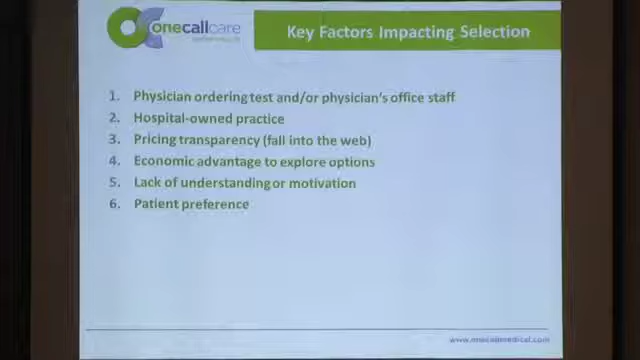 onecallcare
Key Factors Impacting Selection
1. Physician ordering test and/or physician's office staff
2. Hospital-owned practice
3. Pricing transparency (fall into the web)
4. Economic advantage to explore options
5. Lack of understanding or motivation
6. Patient preference
www.onecallmedical.com